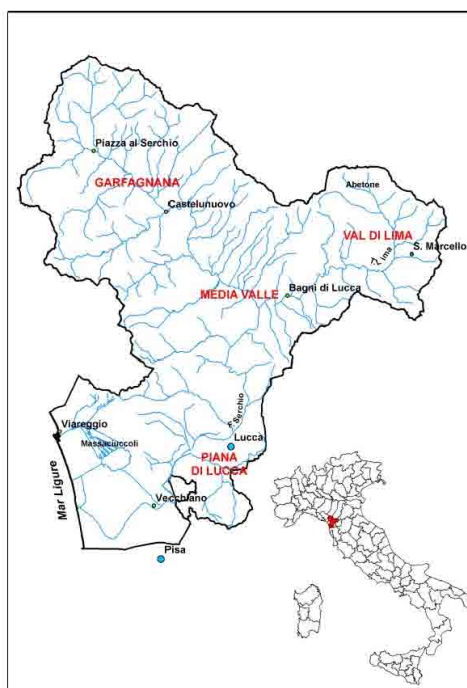 Piazza al Serchio
GARFAGNANA
Castelunuovo
Abetone
VAL DI LIMA
T. Lima
S. Marcello
MEDIA VALLE
Bagni di Lucca
F. Serchio
Viareggio
Massaciuccoli
Lucca
PIANA
DI LUCCA
Mar Ligure
Vecchiano
Pisa